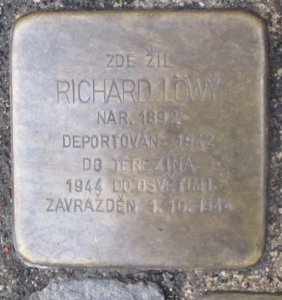 ZDE ŽIL
RICHARD LÖWY
NAR. 1892
DEPORTOVÁN 1942
DO TEREZÍNA
1944 DO OSVĚTIMI
ZAVRAŽDĚN 1. 10. 1944